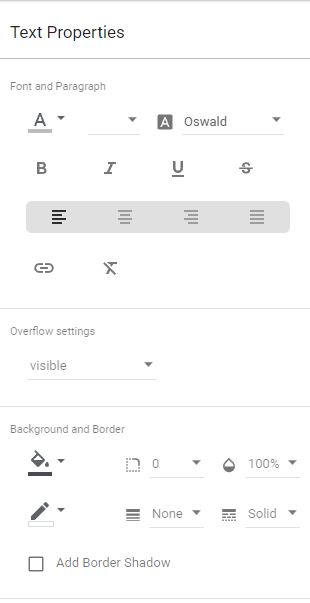 Text Properties
Font and Paragraph
A A Oswald
B I U S
Overflow settings
visible
Background and Border
0 100%
None Solid
Add Border Shadow